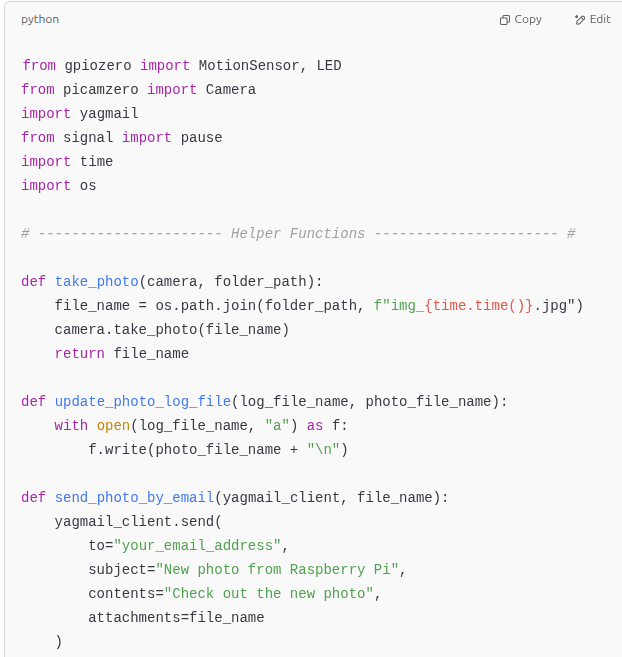 python
Copy
Edit
from gpiozero import MotionSensor, LED
from picamzero import Camera
import yagmail
from signal import pause
import time
import os
# ---------------------- Helper Functions ---------------------- #
def take_photo(camera, folder_path):
    file_name = os.path.join(folder_path, f"img_{time.time()}.jpg")
    camera.take_photo(file_name)
    return file_name
def update_photo_log_file(log_file_name, photo_file_name):
    with open(log_file_name, "a") as f:
        f.write(photo_file_name + "\n")
def send_photo_by_email(yagmail_client, file_name):
    yagmail_client.send(
        to="your_email_address",
        subject="New photo from Raspberry Pi",
        contents="Check out the new photo",
        attachments=file_name
    )